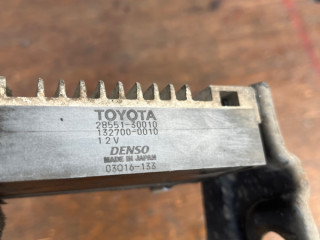 TOYOTA
28551-30010
132700-0010
12V
DENSO
MADE IN JAPAN
03016-133